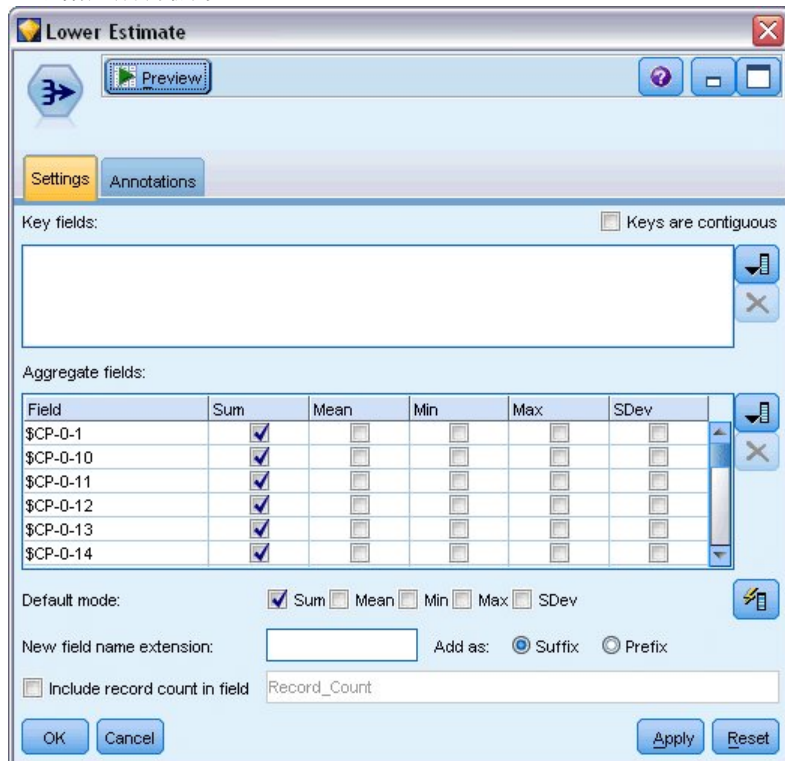 Lower Estimate
Preview
Settings Annotations
Key fields: Keys are contiguous
Aggregate fields:
Field Sum Mean Min Max SDev
$CP-0-1
$CP-0-10
$CP-0-11
$CP-0-12
$CP-0-13
$CP-0-14
Default mode: Sum Mean Min Max SDev
New field name extension: Add as: Suffix Prefix
Include record count in field Record_Count
OK Cancel Apply Reset